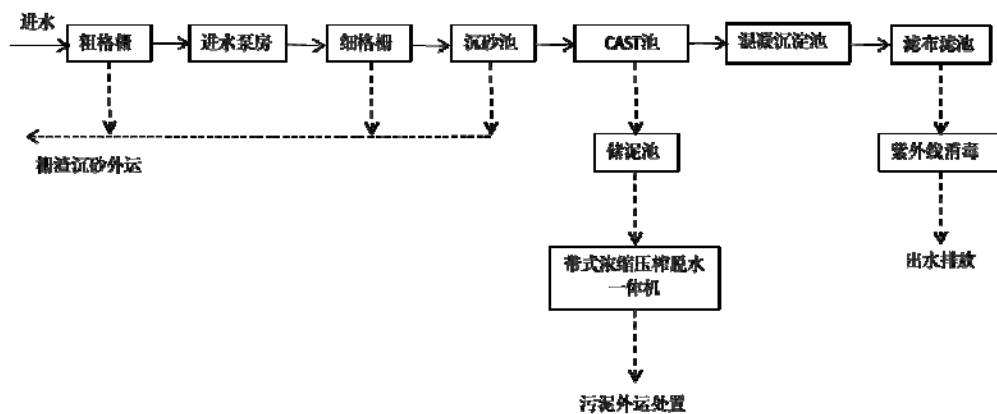 进水
粗格栅
进水泵房
细格栅
沉砂池
CAST池
混凝沉淀池
滤布滤池
栅渣沉砂外运
储泥池
紫外线消毒
带式浓缩压榨脱水
一体机
出水排放
污泥外运处置